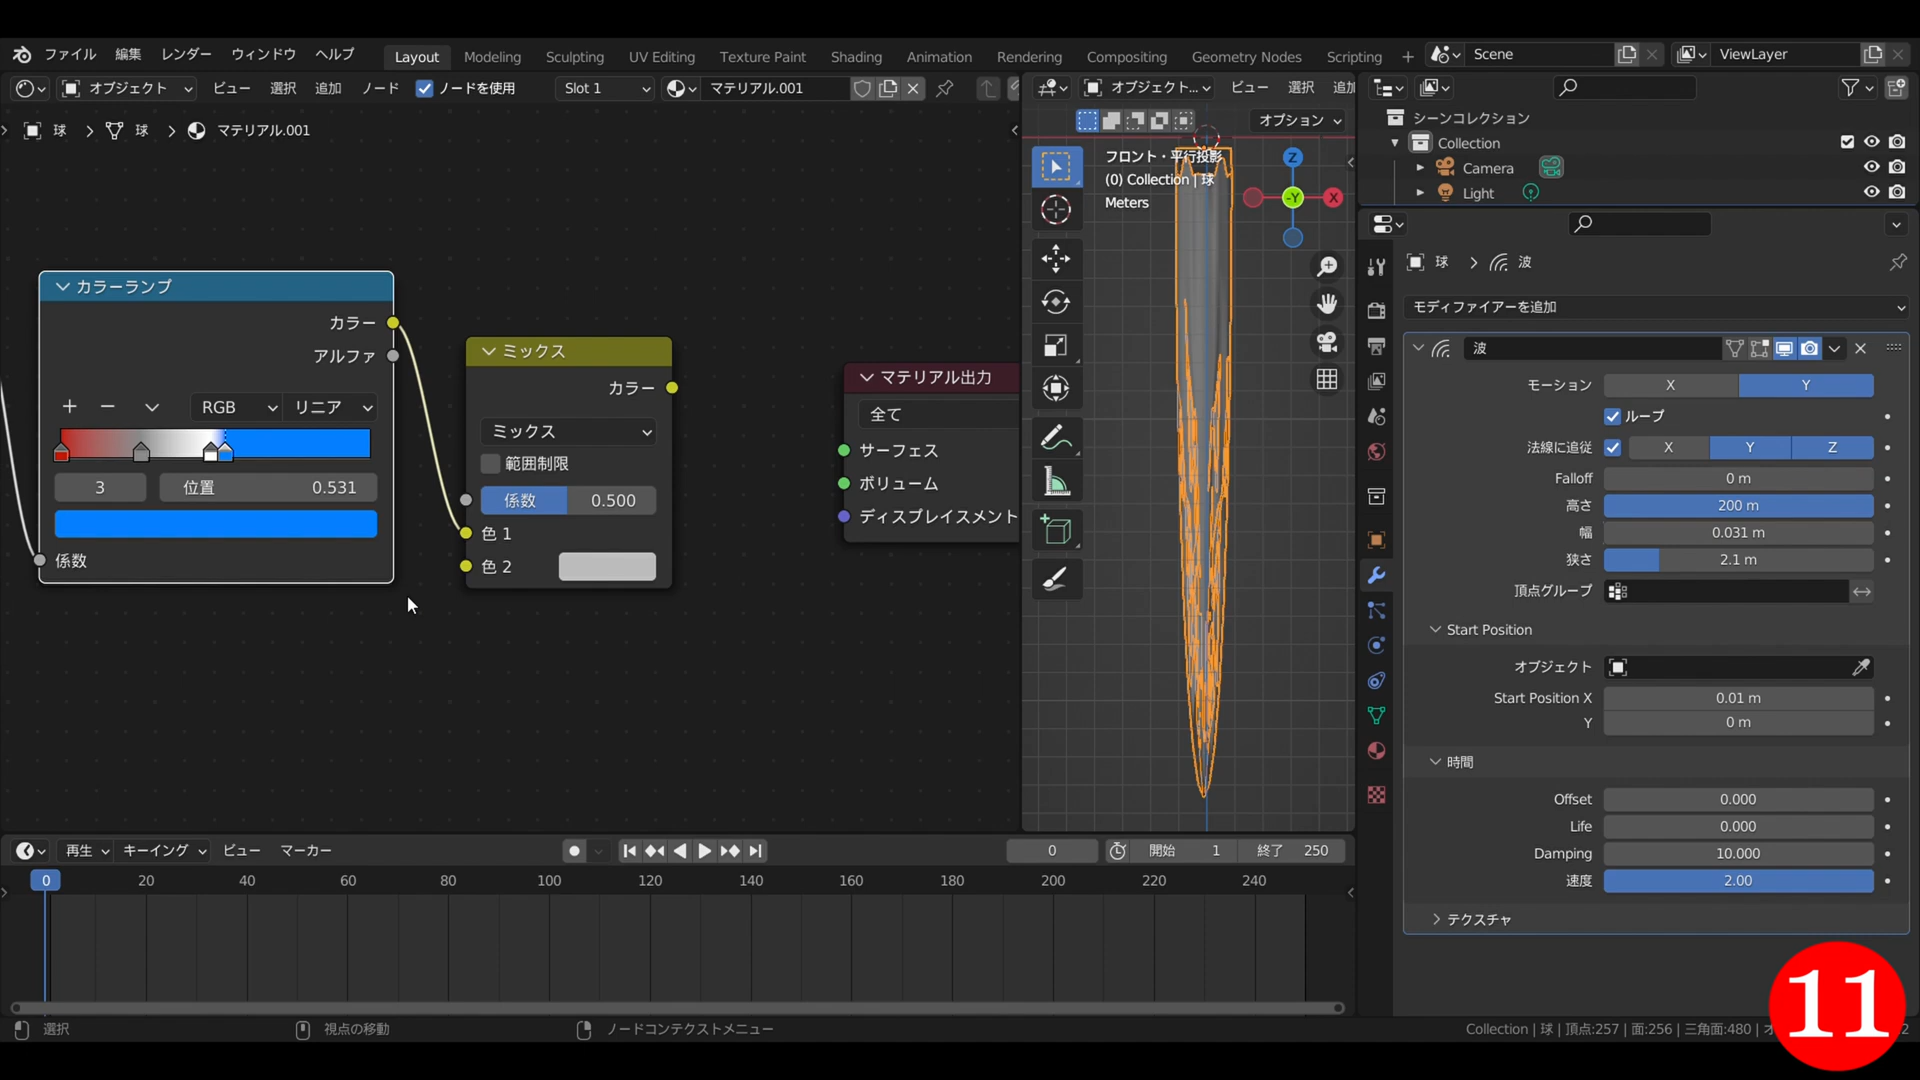 ファイル 編集 レンダー ウィンドウ ヘルプ Layout Modeling Sculpting UV Editing Texture Paint Shading Animation Rendering Compositing Geometry Nodes Scripting + Scene ViewLayer
オブジェクト ビュー 選択 追加 ノード ノードを使用 Slot 1 マテリアル.001 オブジェクト... ビュー 選択 追加
球 > 球 > マテリアル.001
オプション
フロント・平行投影
(0) Collection | 球
Meters
Z
-Y
X
カラーランプ
カラー
アルファ
RGB リニア
3 位置 0.531
係数
ミックス
カラー
ミックス
範囲制限
係数 0.500
色 1
色 2
マテリアル出力
全て
サーフェス
ボリューム
ディスプレイスメント
シーンコレクション
Collection
Camera
Light
球 > 波
モディファイアーを追加
波
モーション X Y
ループ
法線に追従 X Y Z
Falloff 0 m
高さ 200 m
幅 0.031 m
狭さ 2.1 m
頂点グループ
Start Position
オブジェクト
Start Position X 0.01 m
Y 0 m
時間
Offset 0.000
Life 0.000
Damping 10.000
速度 2.00
テクスチャ
再生 キーイング ビュー マーカー 0 開始 1 終了 250
0 20 40 60 80 100 120 140 160 180 200 220 240
選択 視点の移動 ノードコンテクストメニュー Collection | 球 | 頂点:257 | 面:256 | 三角面:480 |
11